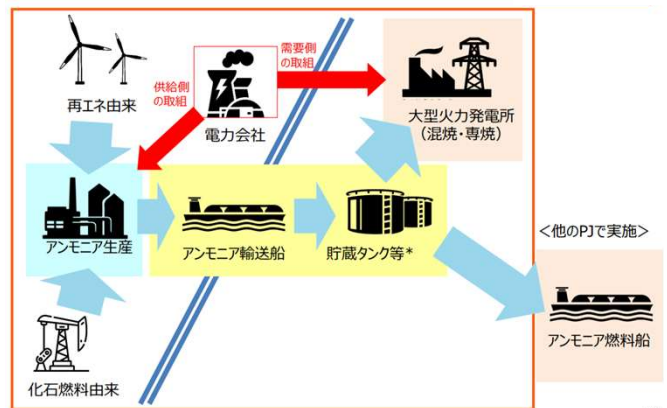 需要側
の取組
供給側
の取組
再エネ由来
電力会社
大型火力発電所
（混焼・専焼）
アンモニア生産
アンモニア輸送船
貯蔵タンク等*
＜他のPJで実施＞
アンモニア燃料船
化石燃料由来